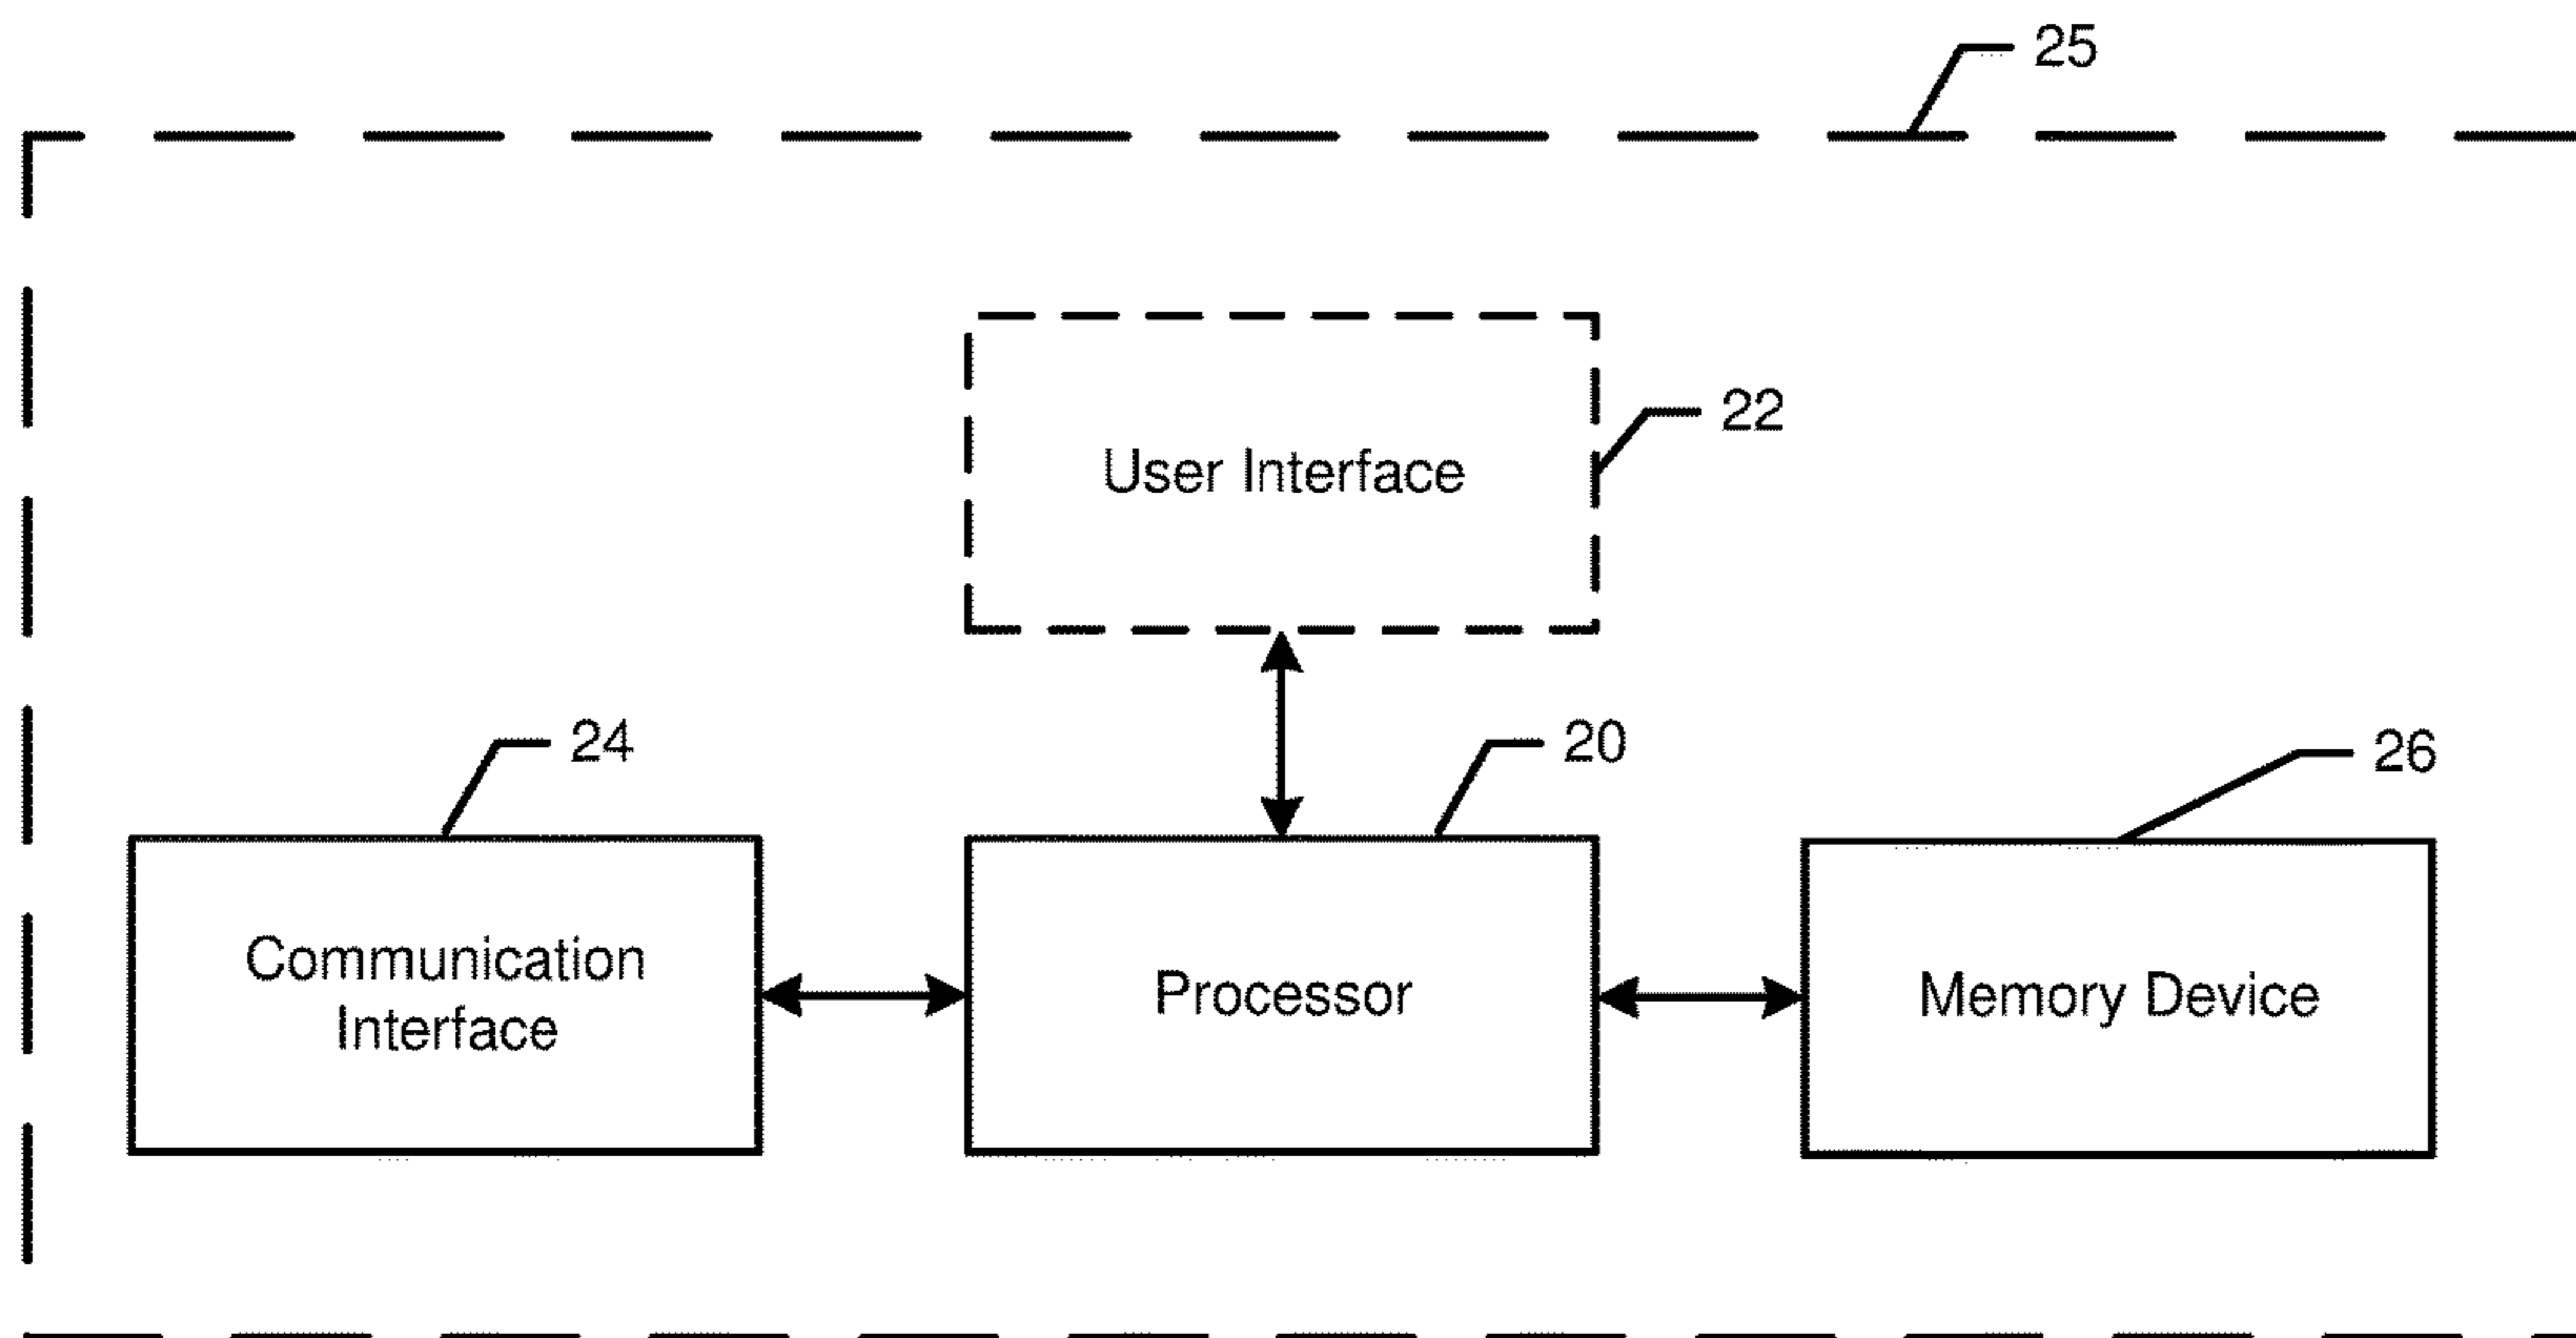 25
22
User Interface
24
20
26
Communication
Interface
Processor
Memory Device